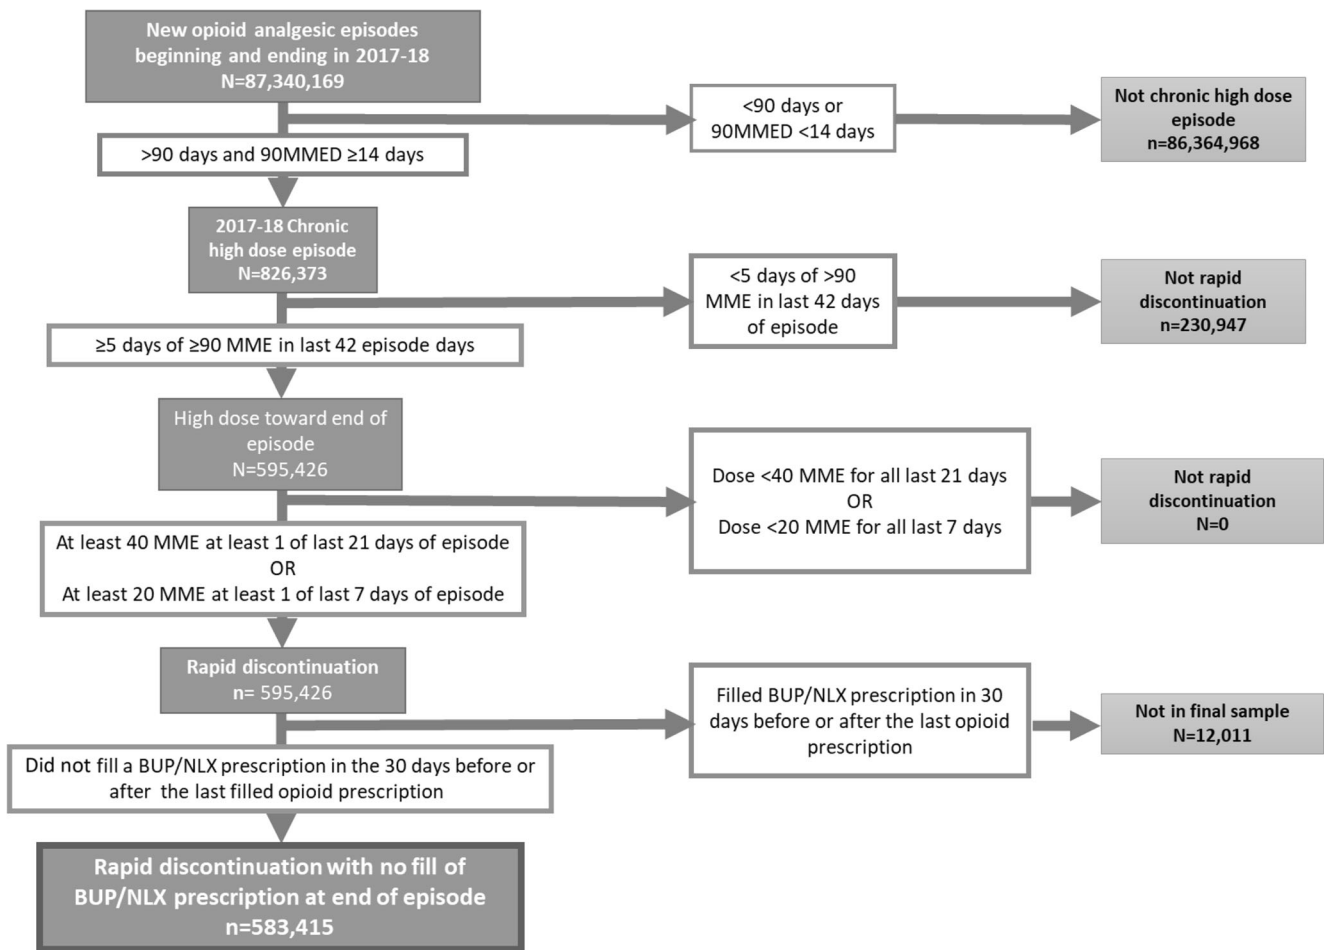 New opioid analgesic episodes
beginning and ending in 2017-18
N=87,340,169
<90 days or
90MMED <14 days
Not chronic high dose
episode
n=86,364,968
>90 days and 90MMED ≥14 days
2017-18 Chronic
high dose episode
N=826,373
<5 days of >90
MME in last 42 days
of episode
Not rapid
discontinuation
n=230,947
≥5 days of ≥90 MME in last 42 episode days
High dose toward end of
episode
N=595,426
Dose <40 MME for all last 21 days
OR
Dose <20 MME for all last 7 days
Not rapid
discontinuation
N=0
At least 40 MME at least 1 of last 21 days of episode
OR
At least 20 MME at least 1 of last 7 days of episode
Rapid discontinuation
n= 595,426
Filled BUP/NLX prescription in 30
days before or after the last opioid
prescription
Not in final sample
N=12,011
Did not fill a BUP/NLX prescription in the 30 days before or
after the last filled opioid prescription
Rapid discontinuation with no fill of
BUP/NLX prescription at end of episode
n=583,415